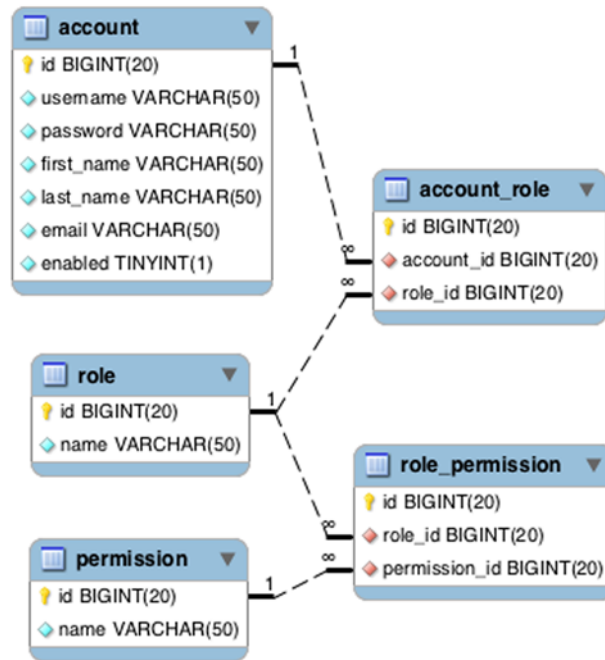 account
id BIGINT(20)
username VARCHAR(50)
password VARCHAR(50)
first_name VARCHAR(50)
last_name VARCHAR(50)
email VARCHAR(50)
enabled TINYINT(1)
1
account_role
id BIGINT(20)
account_id BIGINT(20)
role_id BIGINT(20)
∞
∞
role
id BIGINT(20)
name VARCHAR(50)
1
role_permission
id BIGINT(20)
role_id BIGINT(20)
permission_id BIGINT(20)
∞
∞
permission
id BIGINT(20)
name VARCHAR(50)
1